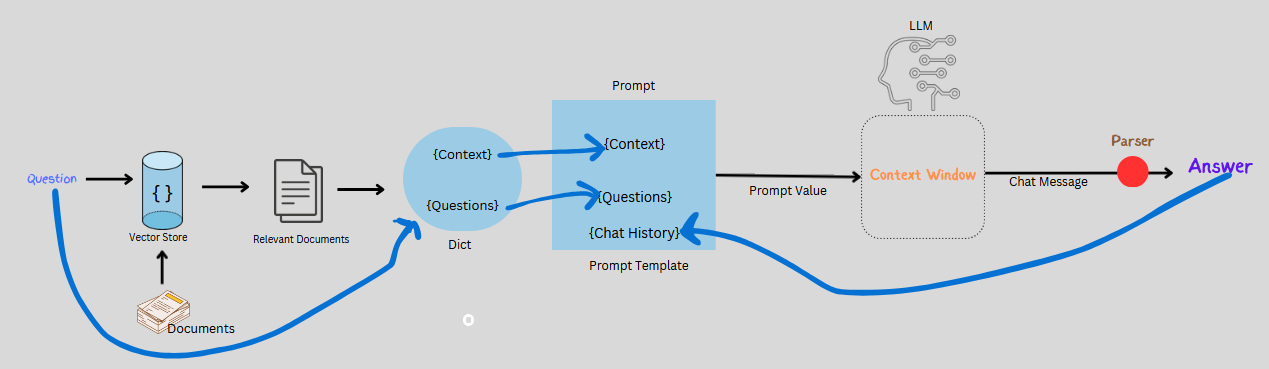 LLM
Prompt
{Context}
{Context}
Parser
Question
{ }
Answer
Context Window
Chat Message
Prompt Value
{Questions}
{Questions}
Vector Store
Relevant Documents
{Chat History}
Dict
Prompt Template
Documents